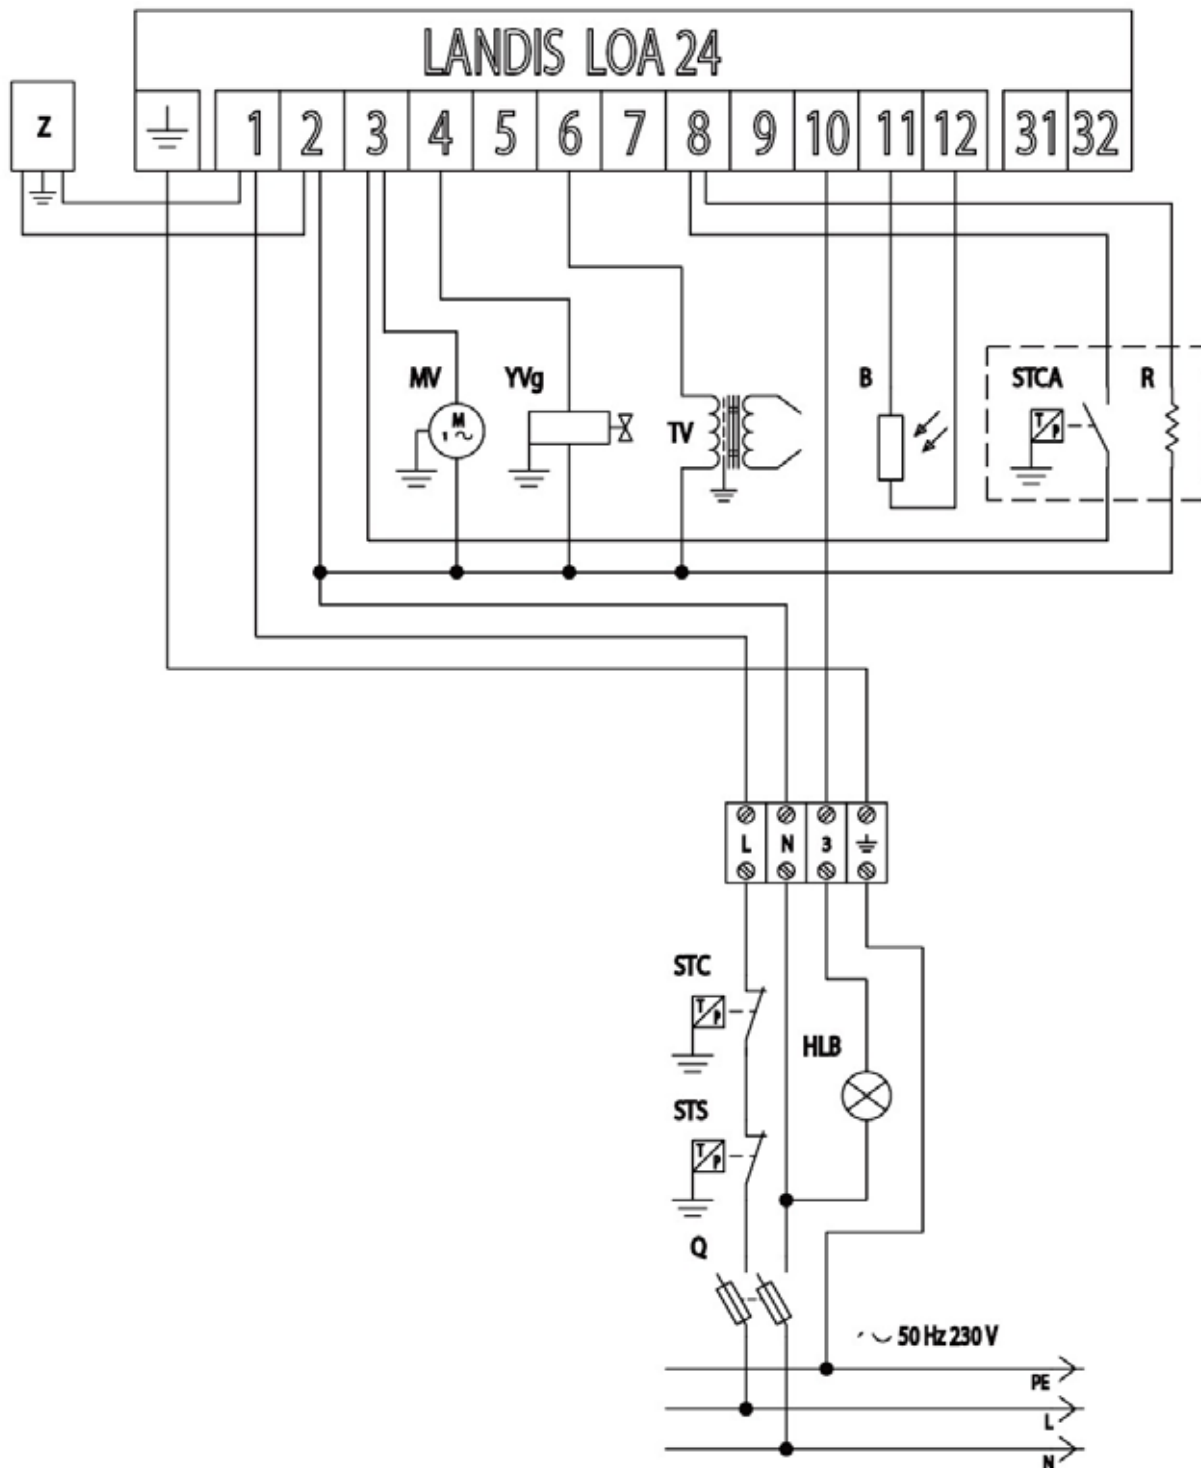 LANDIS LOA 24
Z
1 2 3 4 5 6 7 8 9 10 11 12 31 32
MV YVg TV B STCA R
M
1
T/P
L N 3
STC
T/P
HLB
STS
T/P
Q
50 Hz 230 V
PE
L
N